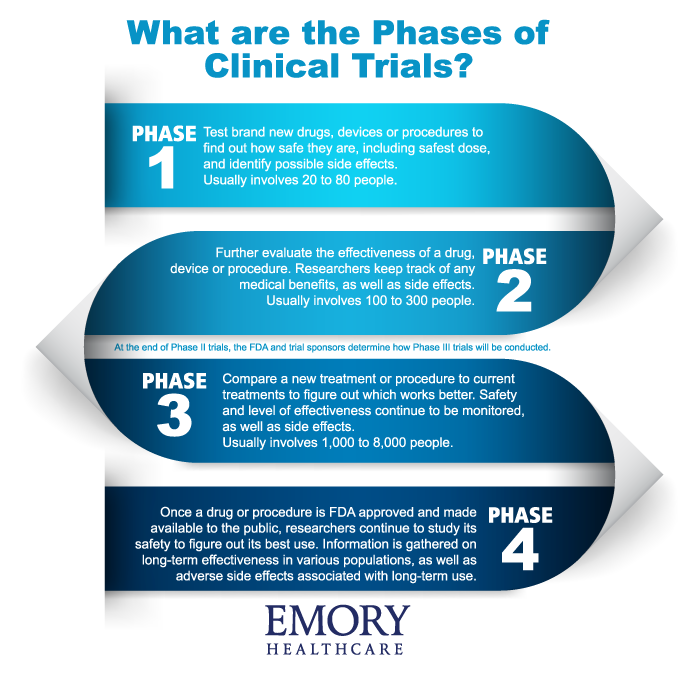 What are the Phases of
Clinical Trials?
PHASE
1
Test brand new drugs, devices or procedures to
find out how safe they are, including safest dose,
and identify possible side effects.
Usually involves 20 to 80 people.
Further evaluate the effectiveness of a drug,
device or procedure. Researchers keep track of any
medical benefits, as well as side effects.
Usually involves 100 to 300 people.
PHASE
2
At the end of Phase II trials, the FDA and trial sponsors determine how Phase III trials will be conducted.
PHASE
3
Compare a new treatment or procedure to current
treatments to figure out which works better. Safety
and level of effectiveness continue to be monitored,
as well as side effects.
Usually involves 1,000 to 8,000 people.
Once a drug or procedure is FDA approved and made
available to the public, researchers continue to study its
safety to figure out its best use. Information is gathered on
long-term effectiveness in various populations, as well as
adverse side effects associated with long-term use.
PHASE
4
EMORY
HEALTHCARE